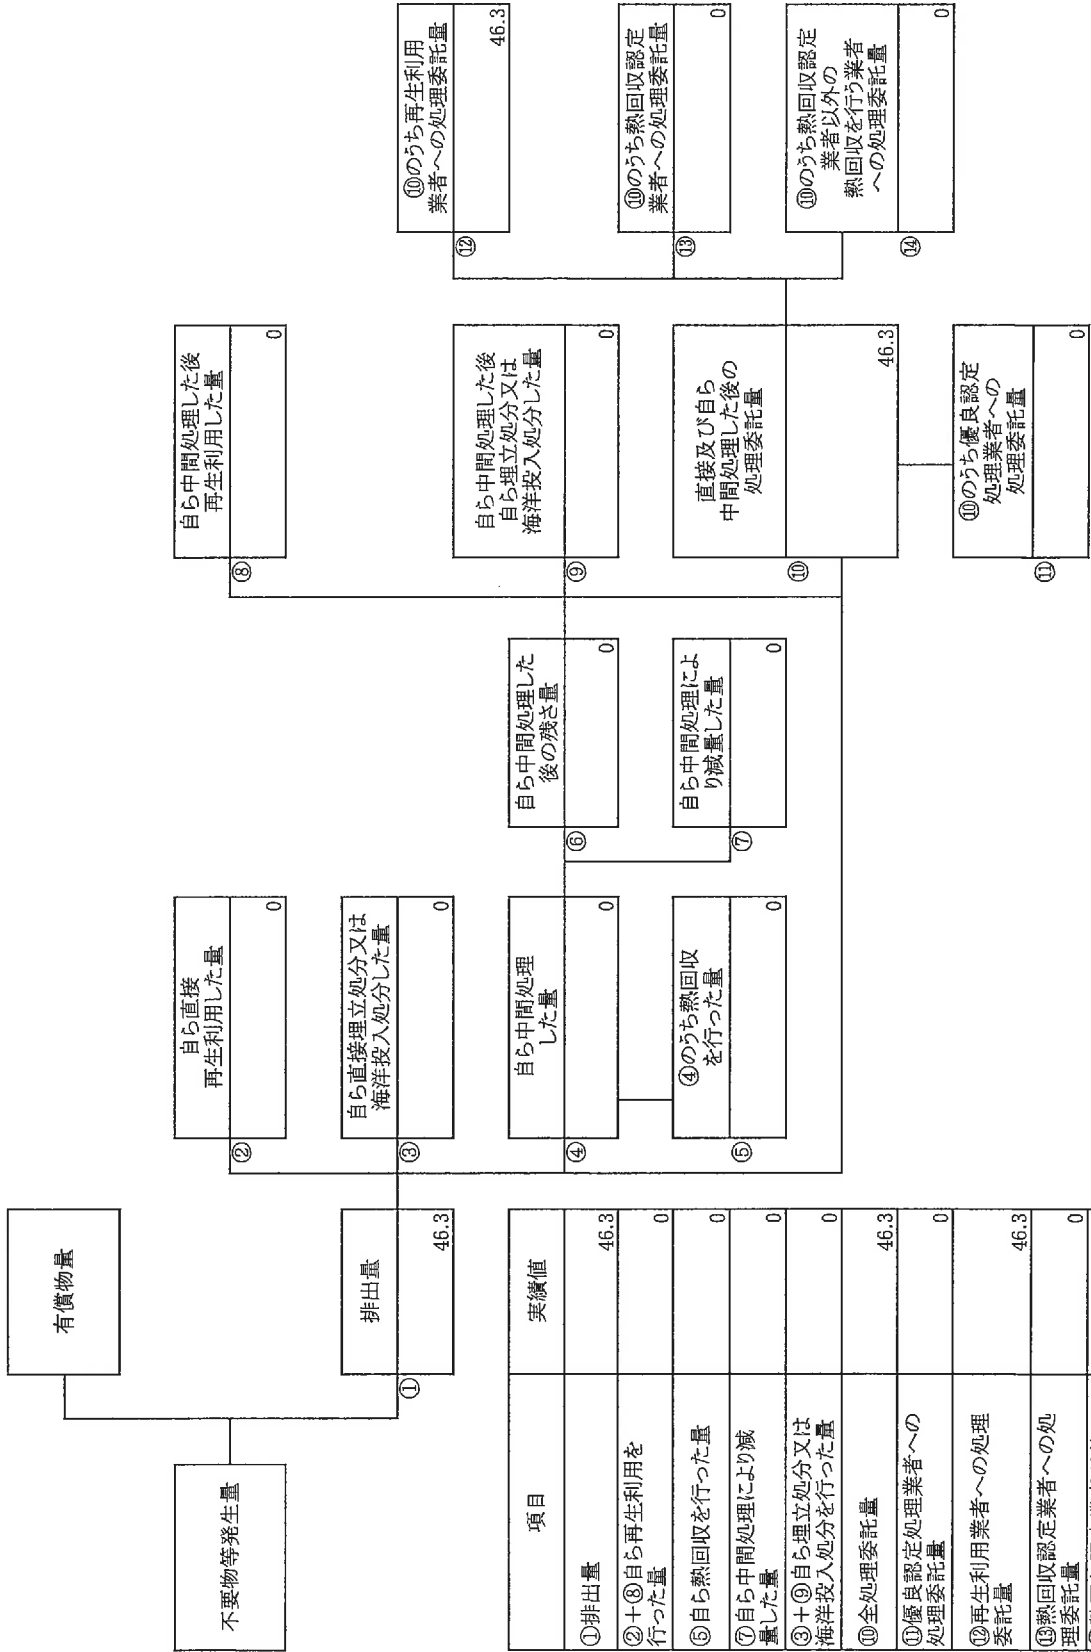 有償物量
不要物等発生量
排出量
①
46.3
②
自ら直接
再生利用した量
0
③
自ら直接埋立処分又は
海洋投入処分した量
0
④
自ら中間処理
した量
0
⑤
④のうち熱回収
を行った量
0
⑥
自ら中間処理した
後の残さ量
0
⑦
自ら中間処理によ
り減量した量
0
⑧
自ら中間処理した後
再生利用した量
0
⑨
自ら中間処理した後
自ら埋立処分又は
海洋投入処分した量
0
⑩
直接及び自ら
中間処理した後の
処理委託量
46.3
⑪
⑩のうち優良認定
処理業者への
処理委託量
0
⑫
⑩のうち再生利用
業者への処理委託量
46.3
⑬
⑩のうち熱回収認定
業者への処理委託量
0
⑭
⑩のうち熱回収認定
業者以外の
熱回収を行う業者
への処理委託量
0
項目 実績値
①排出量 46.3
②+⑧自ら再生利用を
行った量 0
⑤自ら熱回収を行った量 0
⑦自ら中間処理により減
量した量 0
③+⑨自ら埋立処分又は
海洋投入処分を行った量 0
⑩全処理委託量 46.3
⑪優良認定処理業者への
処理委託量 0
⑫再生利用業者への処理
委託量 46.3
⑬熱回収認定業者への処
理委託量 0